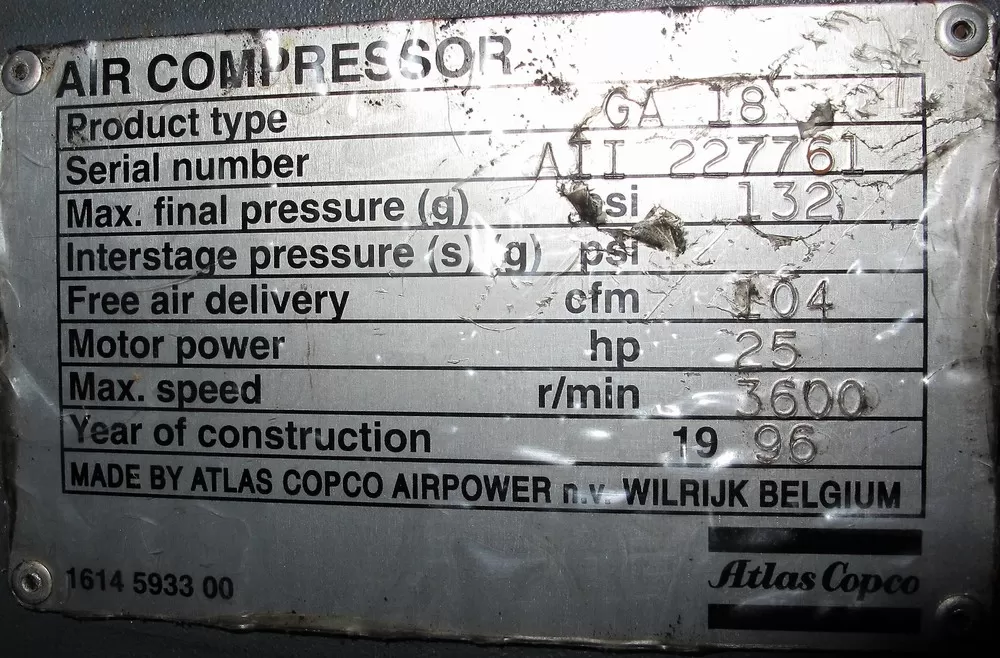 AIR COMPRESSOR
Product type GA 18
Serial number AII 227761
Max. final pressure (g) psi 132
Interstage pressure (s) (g) psi
Free air delivery cfm 104
Motor power hp 25
Max. speed r/min 3600
Year of construction 19 96
MADE BY ATLAS COPCO AIRPOWER n.v. WILRIJK BELGIUM
1614 5933 00
Atlas Copco